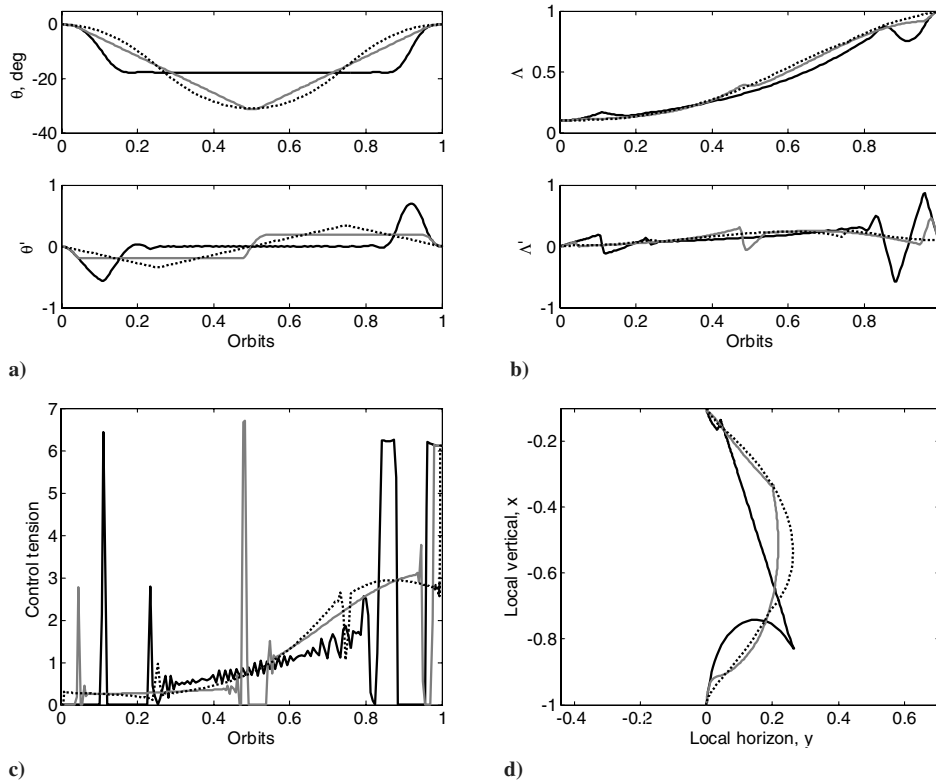 0
-20
-40
θ, deg
0 0.2 0.4 0.6 0.8 1
1
0.5
0
Λ
0 0.2 0.4 0.6 0.8
1
0
-1
θ'
0 0.2 0.4 0.6 0.8 1
Orbits
a)
1
0
-1
Λ'
0 0.2 0.4 0.6 0.8
Orbits
b)
7
6
5
4
3
2
1
0
Control tension
0 0.2 0.4 0.6 0.8 1
Orbits
c)
-0.2
-0.4
-0.6
-0.8
-1
Local vertical, x
-0.4 -0.2 0 0.2 0.4 0.6
Local horizon, y
d)